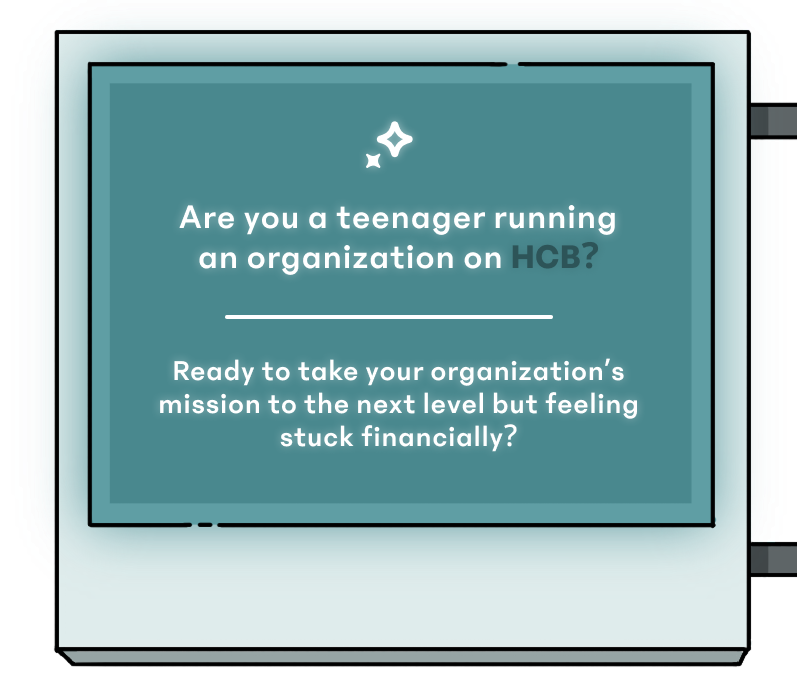 Are you a teenager running
an organization on HCB?
Ready to take your organization's
mission to the next level but feeling
stuck financially?